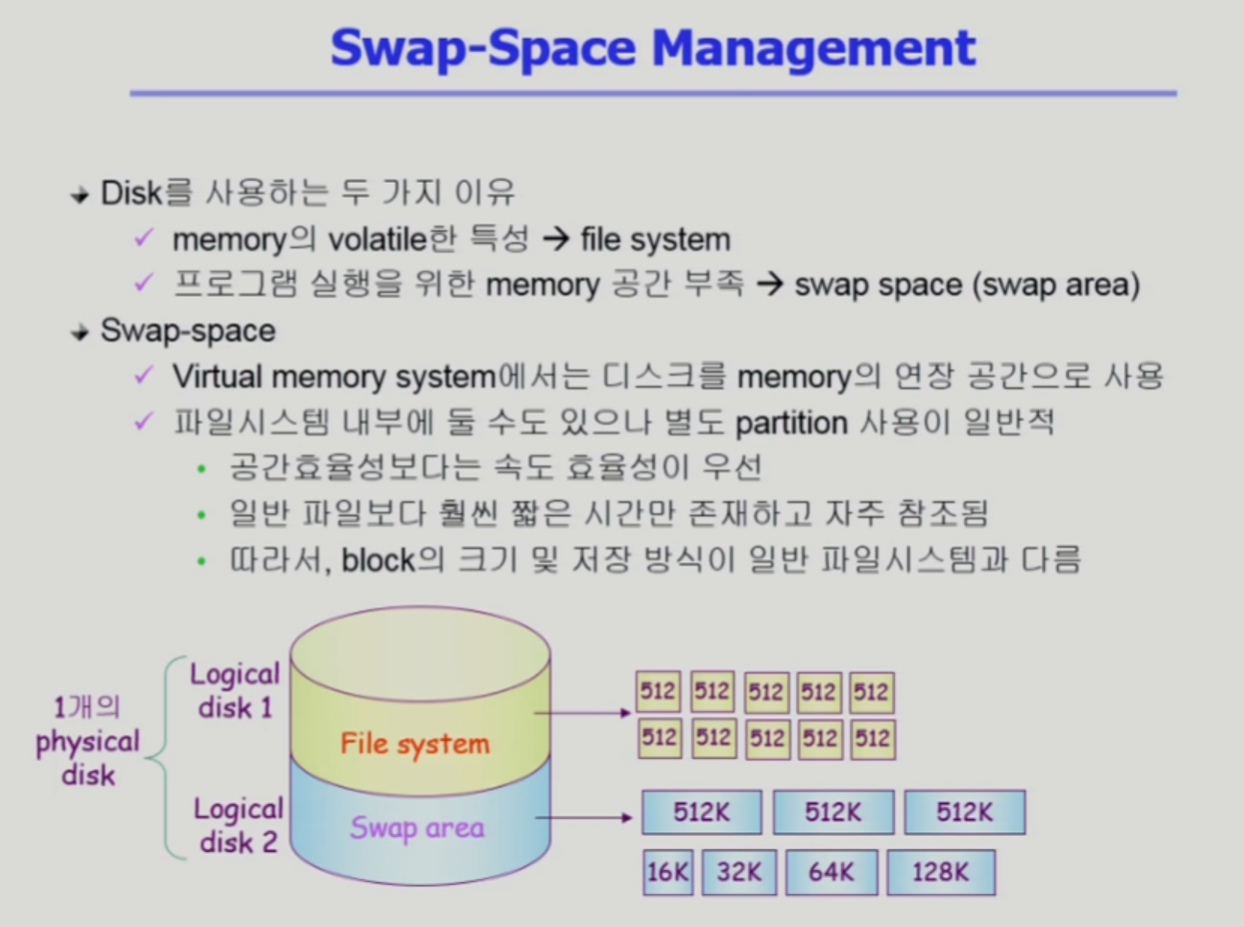 Swap-Space Management
Disk를 사용하는 두 가지 이유
memory의 volatile한 특성 → file system
프로그램 실행을 위한 memory 공간 부족 → swap space (swap area)
Swap-space
Virtual memory system에서는 디스크를 memory의 연장 공간으로 사용
파일시스템 내부에 둘 수도 있으나 별도 partition 사용이 일반적
공간효율성보다는 속도 효율성이 우선
일반 파일보다 훨씬 짧은 시간만 존재하고 자주 참조됨
따라서, block의 크기 및 저장 방식이 일반 파일시스템과 다름
1개의
physical
disk
Logical
disk 1
File system
512 512 512 512 512
512 512 512 512 512
Logical
disk 2
Swap area
512K 512K 512K
16K 32K 64K 128K